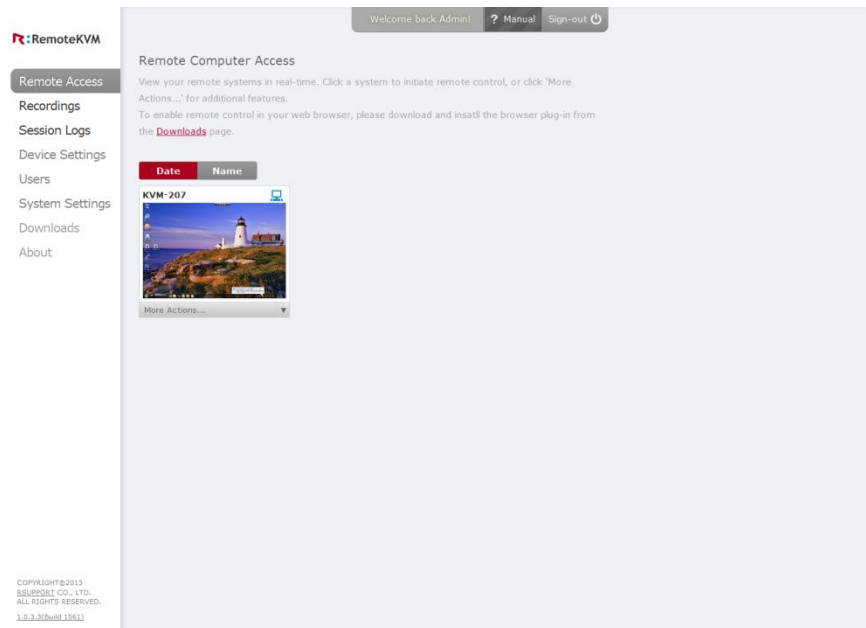 Welcome back Admin!
? Manual
Sign-out
R:RemoteKVM
Remote Access
Recordings
Session Logs
Device Settings
Users
System Settings
Downloads
About
Remote Computer Access
View your remote systems in real-time. Click a system to initiate remote control, or click 'More
Actions...' for additional features.
To enable remote control in your web browser, please download and insatll the browser plug-in from
the Downloads page.
Date
Name
KVM-207
More Actions...
COPYRIGHT©2013
RSUPPORT CO., LTD.
ALL RIGHTS RESERVED.
1.0.3.3(Build 1561)